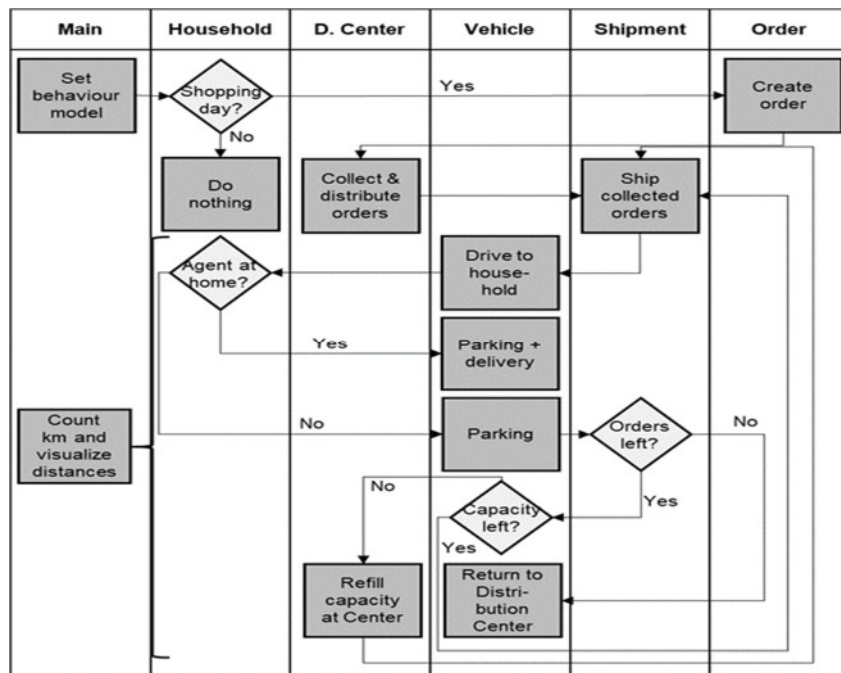 Main
Household
D. Center
Vehicle
Shipment
Order
Set
behaviour
model
Shopping
day?
Yes
Create
order
No
Do
nothing
Collect &
distribute
orders
Ship
collected
orders
Agent at
home?
Drive to
house-
hold
Yes
Parking +
delivery
Count
km and
visualize
distances
No
Parking
Orders
left?
No
No
Capacity
left?
Yes
Yes
Refill
capacity
at Center
Return to
Distri-
bution
Center